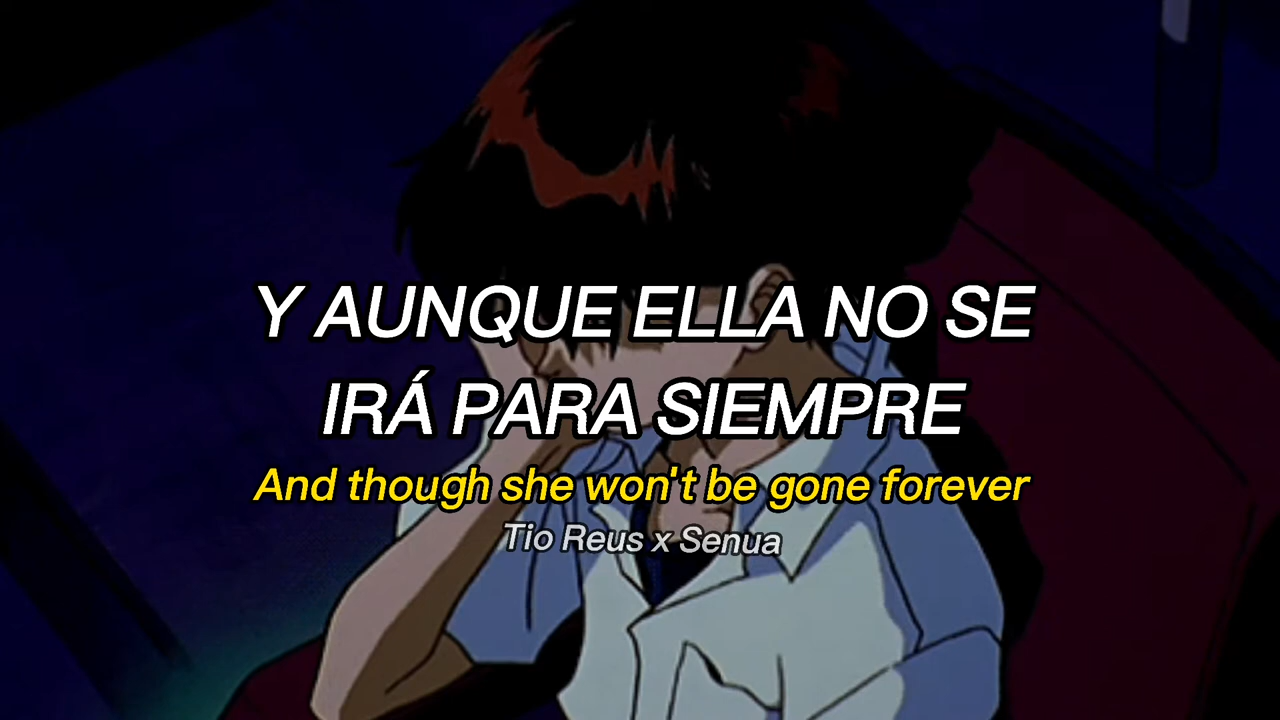 Y AUNQUE ELLA NO SE
IRÁ PARA SIEMPRE
And though she won't be gone forever
Tio Reus x Senua